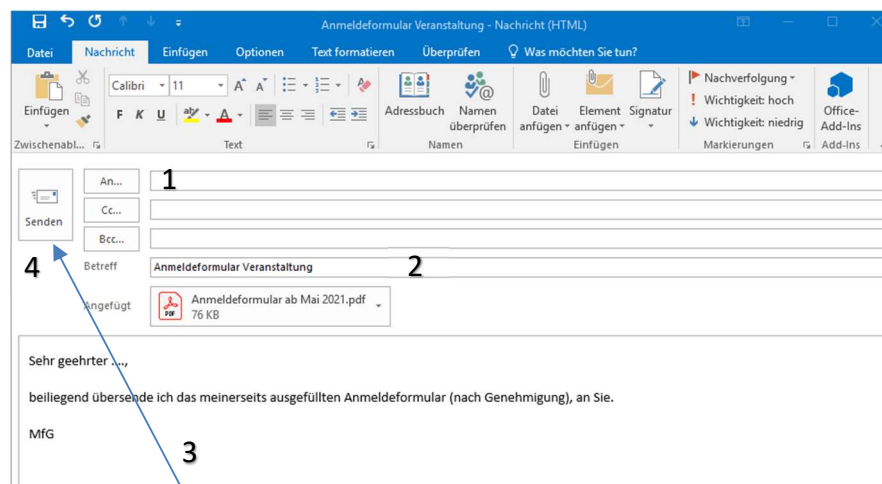 Anmeldeformular Veranstaltung - Nachricht (HTML)
Datei Nachricht Einfügen Optionen Text formatieren Überprüfen Was möchten Sie tun?
Einfügen
Calibri 11
F K U
Adressbuch
Namen überprüfen
Datei anfügen
Element anfügen
Signatur
Nachverfolgung
Wichtigkeit: hoch
Wichtigkeit: niedrig
Office-Add-Ins
Zwischenabl... Text Namen Einfügen Markierungen Add-Ins
Senden
An... 1
Cc...
Bcc...
4
Betreff Anmeldeformular Veranstaltung 2
Angefügt PDF Anmeldeformular ab Mai 2021.pdf
76 KB
Sehr geehrter ....,
beiliegend übersende ich das meinerseits ausgefüllten Anmeldeformular (nach Genehmigung), an Sie.
MfG
3